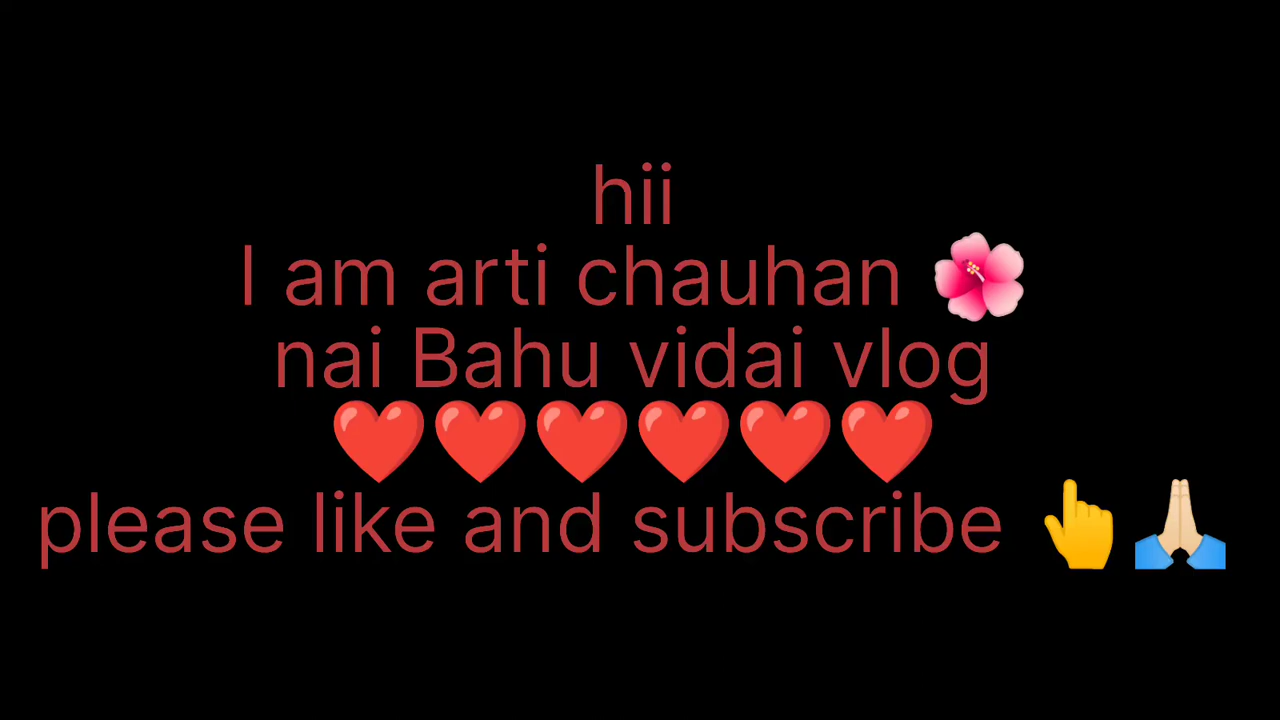 hii
I am arti chauhan 🌺
nai Bahu vidai vlog
❤️❤️❤️❤️❤️❤️
please like and subscribe 👆🙏🏻